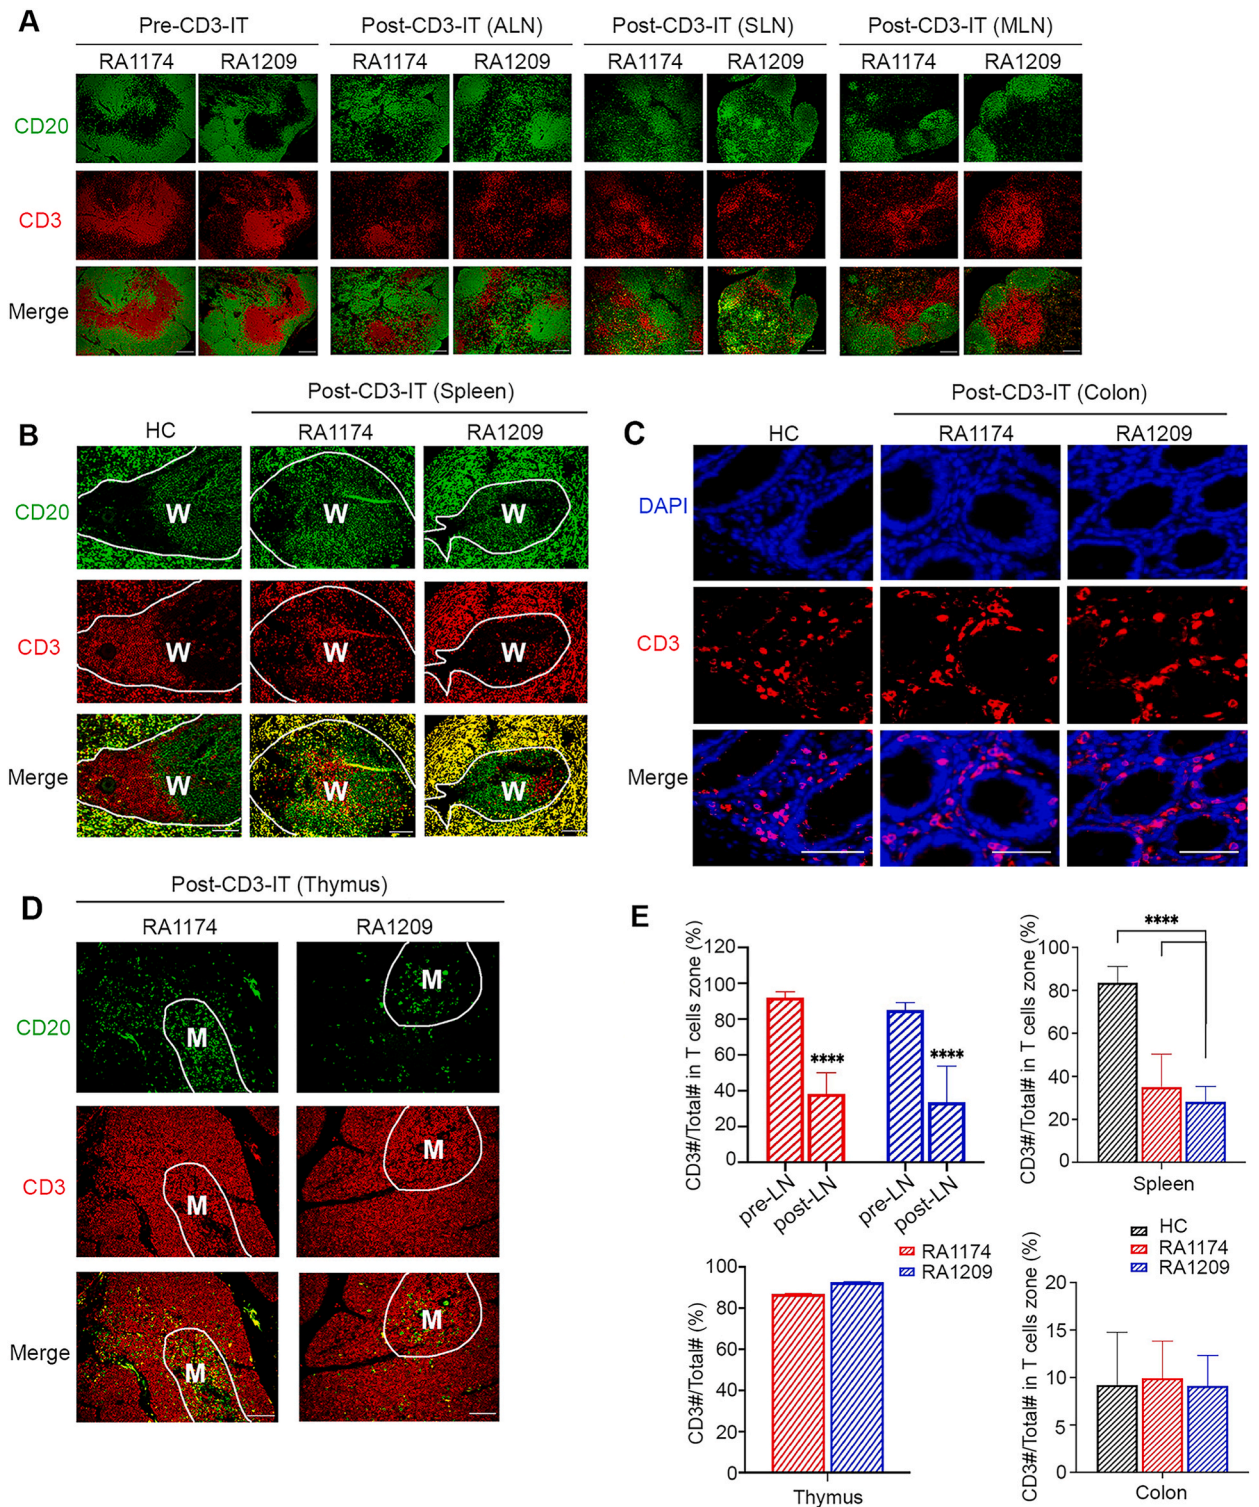 A
Pre-CD3-IT Post-CD3-IT (ALN) Post-CD3-IT (SLN) Post-CD3-IT (MLN)
RA1174 RA1209 RA1174 RA1209 RA1174 RA1209 RA1174 RA1209
CD20
CD3
Merge
B
Post-CD3-IT (Spleen)
HC RA1174 RA1209
CD20
W W W
CD3
W W W
Merge
W W W
C
Post-CD3-IT (Colon)
HC RA1174 RA1209
DAPI
CD3
Merge
D
Post-CD3-IT (Thymus)
RA1174 RA1209
CD20
M M
CD3
M M
Merge
M M
E
CD3#/Total# in T cells zone (%)
120
100
80
60
40
20
0
**** ****
pre-LN post-LN pre-LN post-LN
CD3#/Total# in T cells zone (%)
100
80
60
40
20
0
****
Spleen
CD3#/Total# (%)
100
80
60
40
20
0
Thymus
RA1174
RA1209
HC
RA1174
RA1209
CD3#/Total# in T cells zone (%)
20
15
10
5
0
Colon